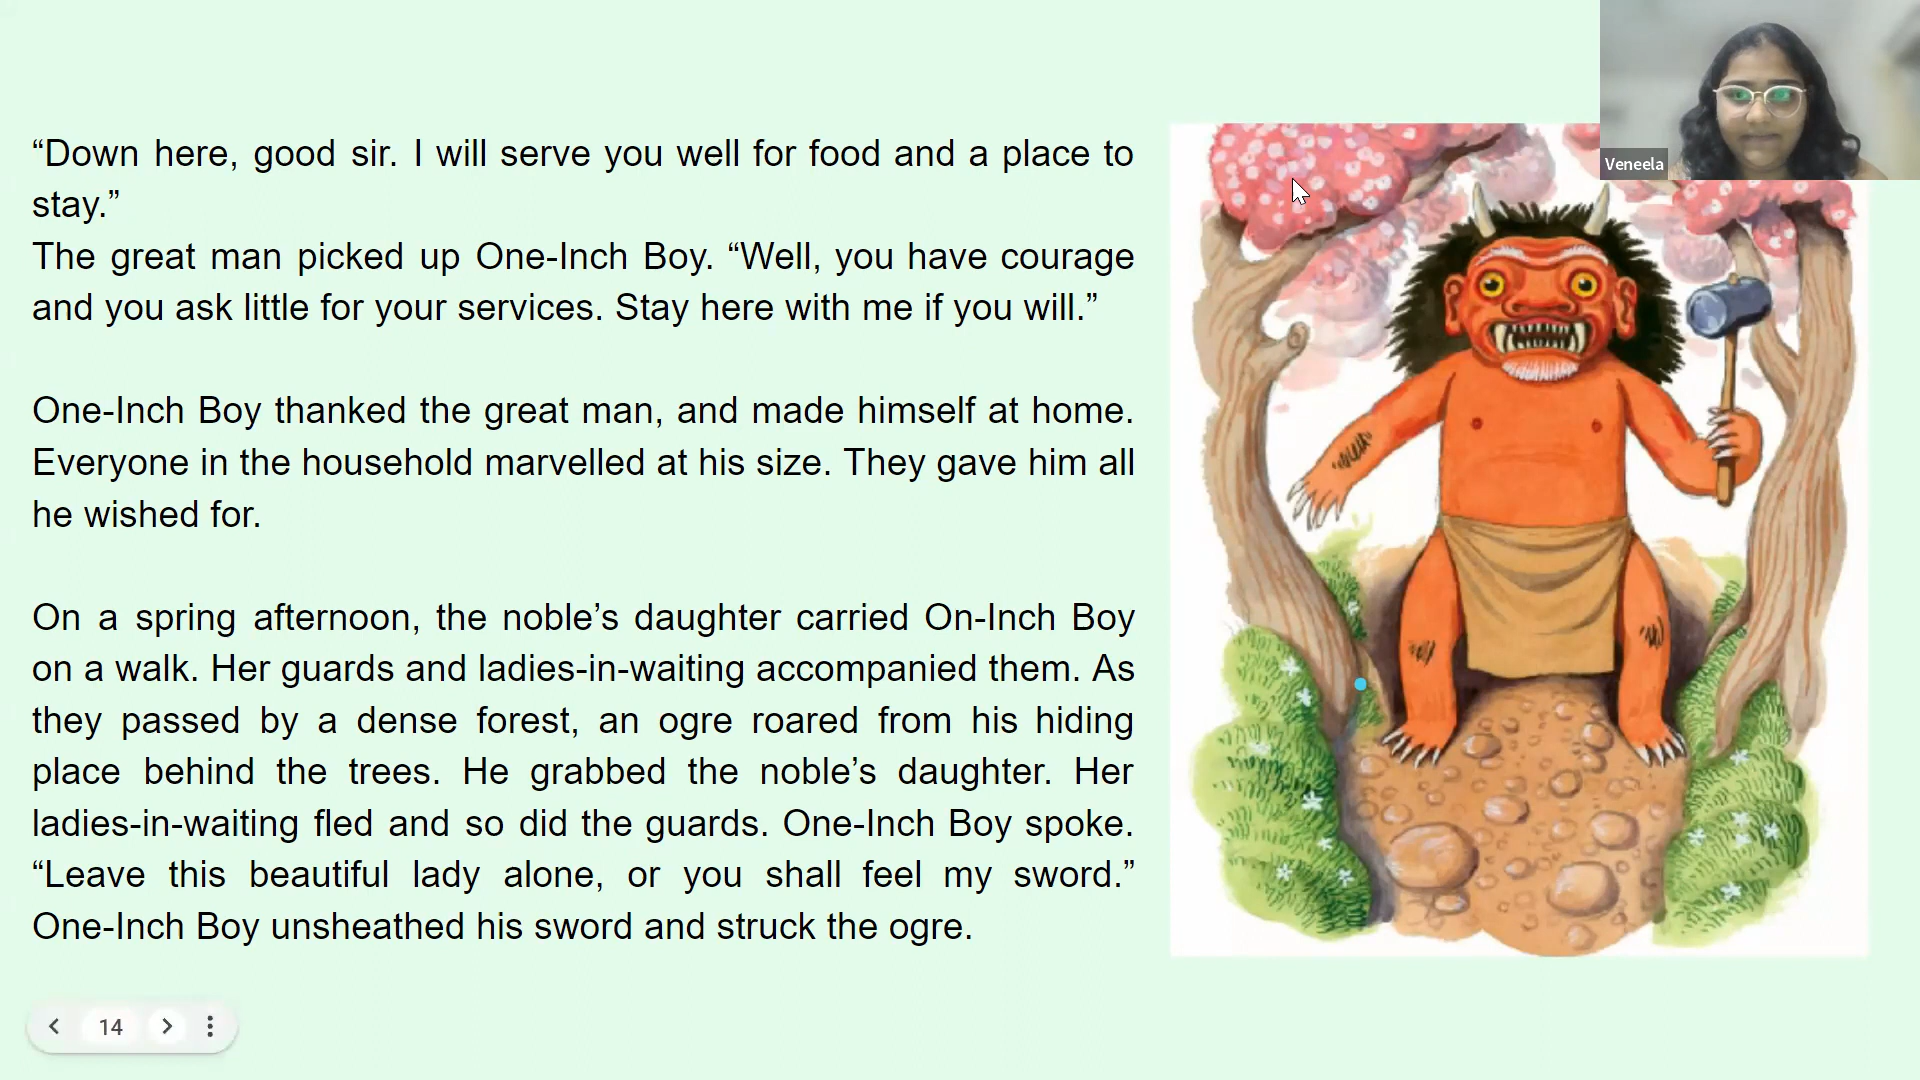 “Down here, good sir. I will serve you well for food and a place to
stay.”
The great man picked up One-Inch Boy. “Well, you have courage
and you ask little for your services. Stay here with me if you will.”
One-Inch Boy thanked the great man, and made himself at home.
Everyone in the household marvelled at his size. They gave him all
he wished for.
On a spring afternoon, the noble’s daughter carried On-Inch Boy
on a walk. Her guards and ladies-in-waiting accompanied them. As
they passed by a dense forest, an ogre roared from his hiding
place behind the trees. He grabbed the noble’s daughter. Her
ladies-in-waiting fled and so did the guards. One-Inch Boy spoke.
“Leave this beautiful lady alone, or you shall feel my sword.”
One-Inch Boy unsheathed his sword and struck the ogre.
Veneela
14